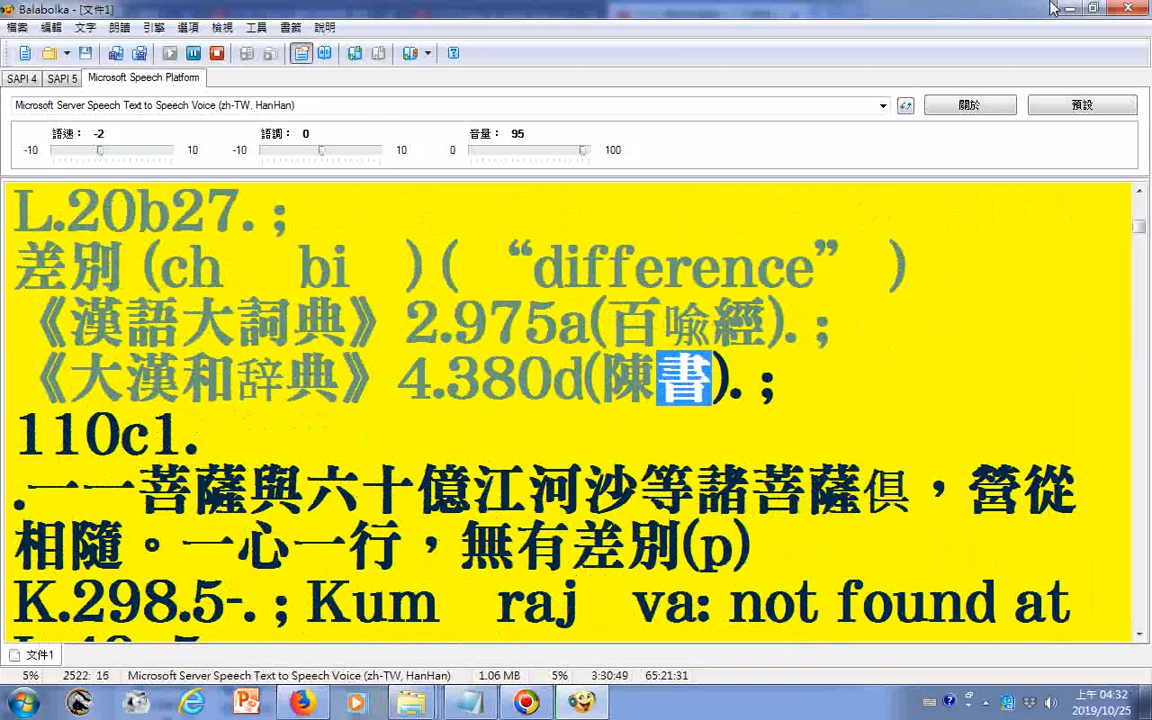 Balabolka - [文件1]
檔案 編輯 文字 朗讀 引擎 選項 檢視 工具 書籤 說明
SAPI 4 SAPI 5 Microsoft Speech Platform
Microsoft Server Speech Text to Speech Voice (zh-TW, HanHan) 關於 預設
語速： -2 語調： 0 音量： 95
-10 10 -10 10 0 100
L.20b27. ;
差別 (ch bi ) ( “difference” )
《漢語大詞典》 2.975a(百喩經). ;
《大漢和辞典》 4.380d(陳書). ;
110c1.
.一一菩薩與六十億江河沙等諸菩薩俱，營從
相隨。一心一行，無有差別(p)
K.298.5-. ; Kum raj va: not found at
文件1
5% 2522: 16 Microsoft Server Speech Text to Speech Voice (zh-TW, HanHan) 1.06 MB 5% 3:30:49 65:21:31
上午 04:32
2019/10/25